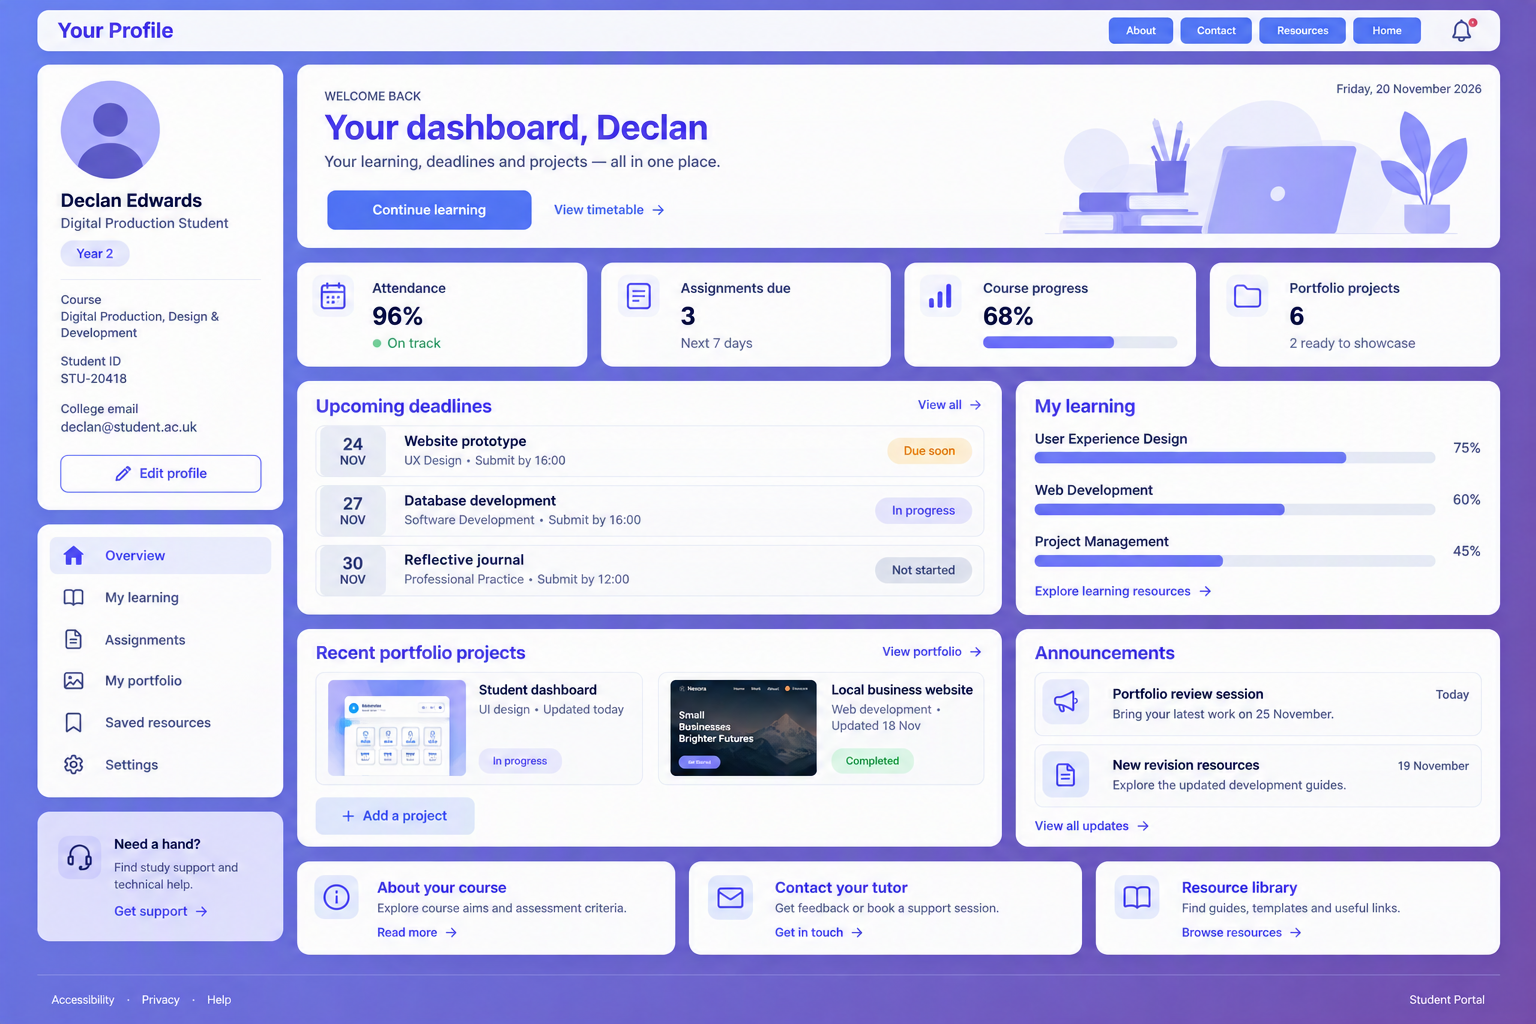 Your Profile
About
Contact
Resources
Home
Declan Edwards
Digital Production Student
Year 2
Course
Digital Production, Design &
Development
Student ID
STU-20418
College email
declan@student.ac.uk
Edit profile
Overview
My learning
Assignments
My portfolio
Saved resources
Settings
Need a hand?
Find study support and
technical help.
Get support →
Friday, 20 November 2026
WELCOME BACK
Your dashboard, Declan
Your learning, deadlines and projects — all in one place.
Continue learning
View timetable →
Attendance
96%
On track
Assignments due
3
Next 7 days
Course progress
68%
Portfolio projects
6
2 ready to showcase
Upcoming deadlines
View all →
24
NOV
Website prototype
UX Design • Submit by 16:00
Due soon
27
NOV
Database development
Software Development • Submit by 16:00
In progress
30
NOV
Reflective journal
Professional Practice • Submit by 12:00
Not started
My learning
User Experience Design
75%
Web Development
60%
Project Management
45%
Explore learning resources →
Recent portfolio projects
View portfolio →
Student dashboard
UI design • Updated today
In progress
Nexora
Home Work About
Small
Businesses
Brighter Futures
Get Started
Local business website
Web development •
Updated 18 Nov
Completed
+ Add a project
Announcements
Portfolio review session
Today
Bring your latest work on 25 November.
New revision resources
19 November
Explore the updated development guides.
View all updates →
About your course
Explore course aims and assessment criteria.
Read more →
Contact your tutor
Get feedback or book a support session.
Get in touch →
Resource library
Find guides, templates and useful links.
Browse resources →
Accessibility · Privacy · Help
Student Portal